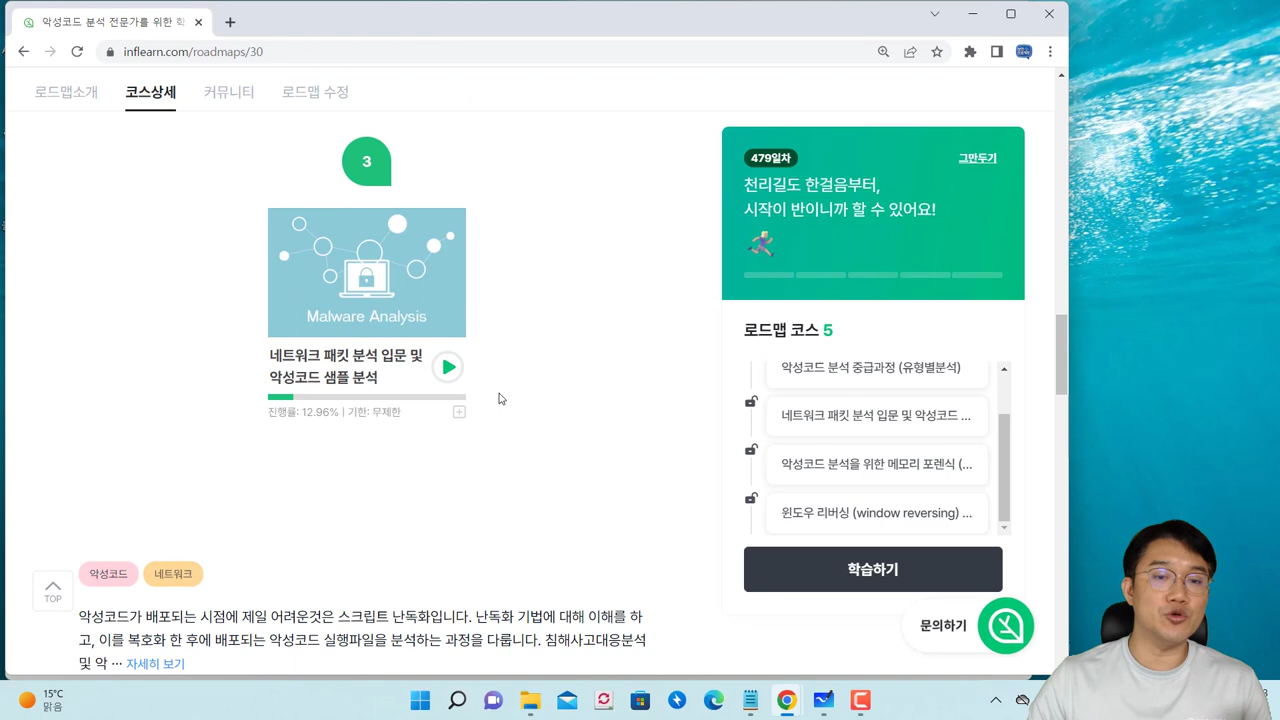 악성코드 분석 전문가를 위한 학
inflearn.com/roadmaps/30
로드맵소개 코스상세 커뮤니티 로드맵 수정
3
Malware Analysis
네트워크 패킷 분석 입문 및
악성코드 샘플 분석
진행률: 12.96% | 기한: 무제한
악성코드 네트워크
TOP
악성코드가 배포되는 시점에 제일 어려운것은 스크립트 난독화입니다. 난독화 기법에 대해 이해를 하
고, 이를 복호화 한 후에 배포되는 악성코드 실행파일을 분석하는 과정을 다룹니다. 침해사고대응분석
및 악 ··· 자세히 보기
479일차 그만두기
천리길도 한걸음부터,
시작이 반이니까 할 수 있어요!
로드맵 코스 5
악성코드 분석 중급과정 (유형별분석)
네트워크 패킷 분석 입문 및 악성코드 ...
악성코드 분석을 위한 메모리 포렌식 (...
윈도우 리버싱 (window reversing) ...
학습하기
문의하기
15℃
맑음